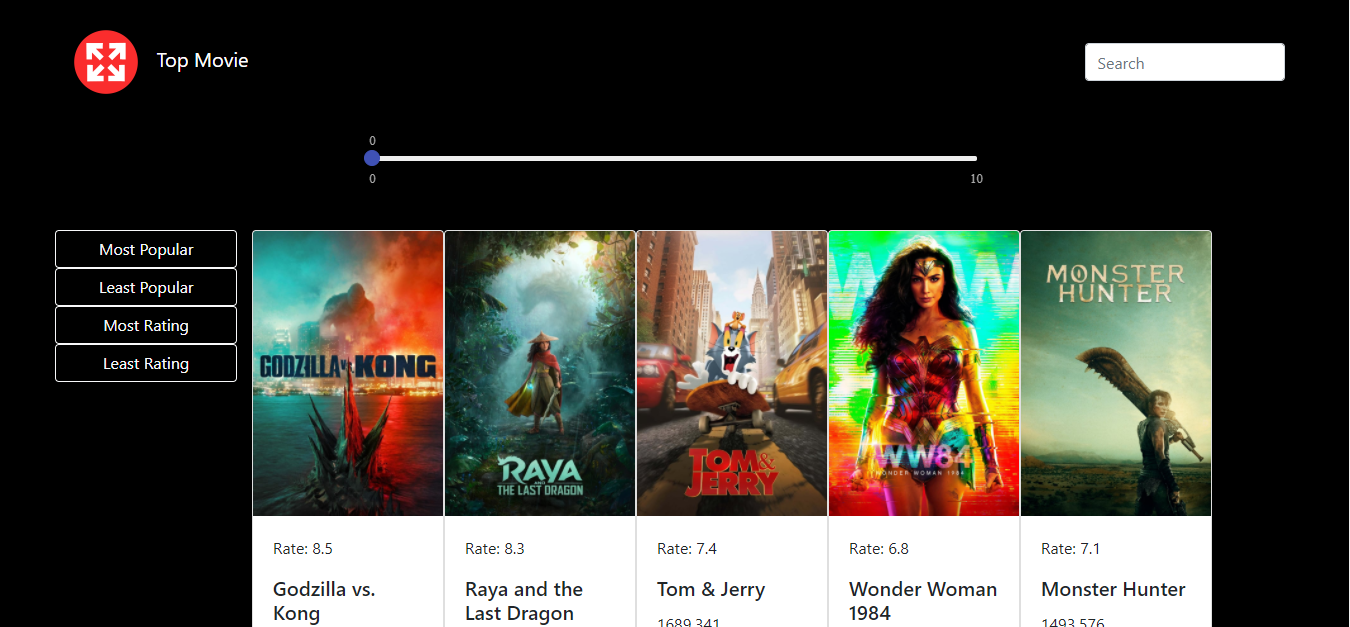 Top Movie
Search
0
0
10
Most Popular
Least Popular
Most Rating
Least Rating
GODZILLA vs. KONG
RAYA
AND
THE LAST DRAGON
TOM &
JERRY
WW84
WONDER WOMAN 1984
MONSTER
HUNTER
Rate: 8.5
Godzilla vs.
Kong
Rate: 8.3
Raya and the
Last Dragon
Rate: 7.4
Tom & Jerry
1689.341
Rate: 6.8
Wonder Woman
1984
Rate: 7.1
Monster Hunter
1493.576